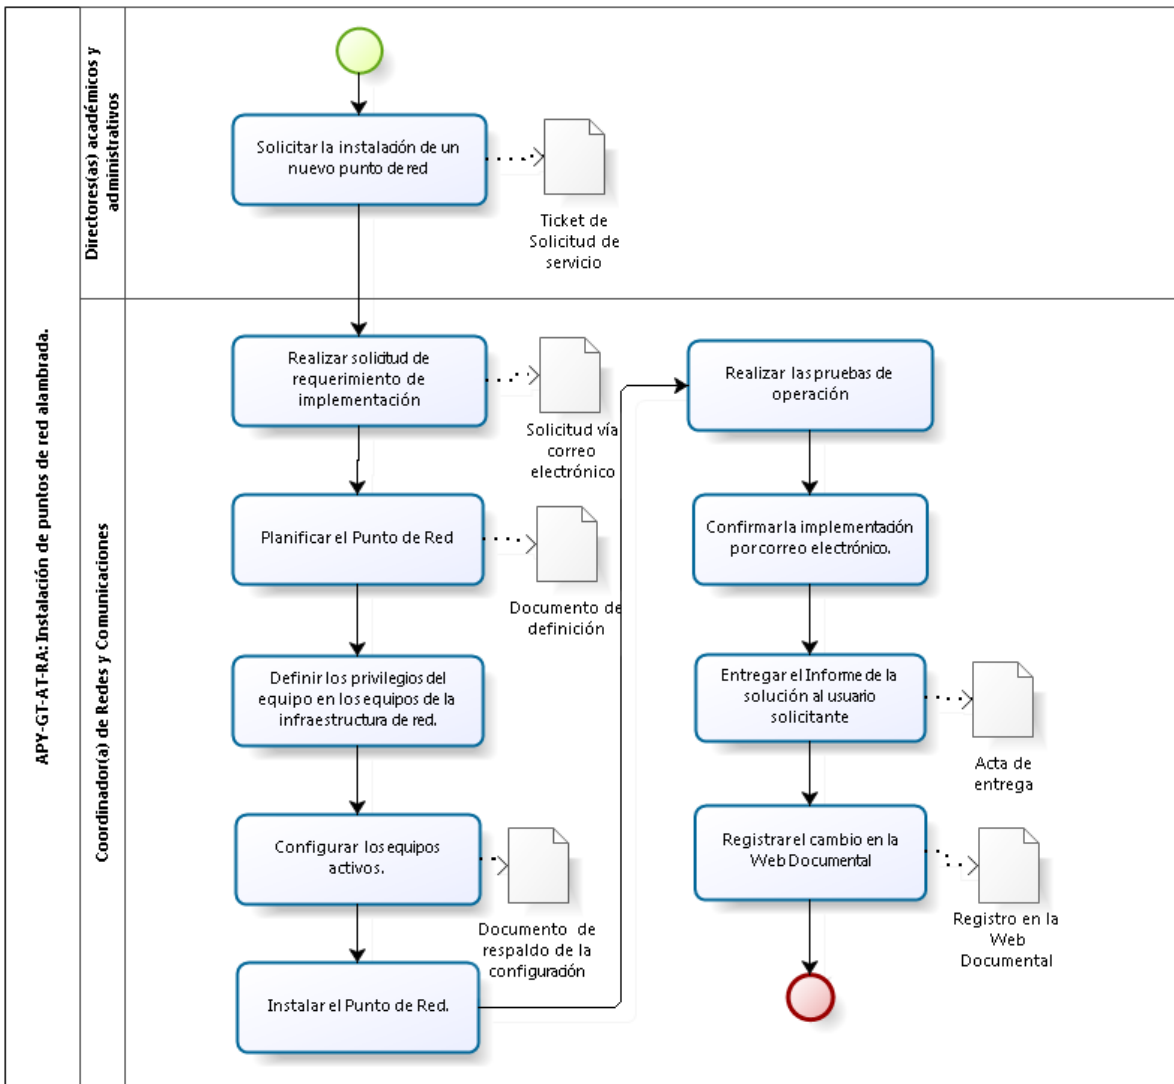 APY-GT-AT-RA: Instalación de puntos de red alambrada.
Directores(as) académicos y
administrativos
Solicitar la instalación de un
nuevo punto de red
Ticket de
Solicitud de
servicio
Coordinador(a) de Redes y Comunicaciones
Realizar solicitud de
requerimiento de
implementación
Solicitud vía
correo
electrónico
Planificar el Punto de Red
Documento de
definición
Definir los privilegios del
equipo en los equipos de la
infraestructura de red.
Configurar los equipos
activos.
Documento de
respaldo de la
configuración
Instalar el Punto de Red.
Realizar las pruebas de
operación
Confirmar la implementación
por correo electrónico.
Entregar el Informe de la
solución al usuario
solicitante
Acta de
entrega
Registrar el cambio en la
Web Documental
Registro en la
Web
Documental